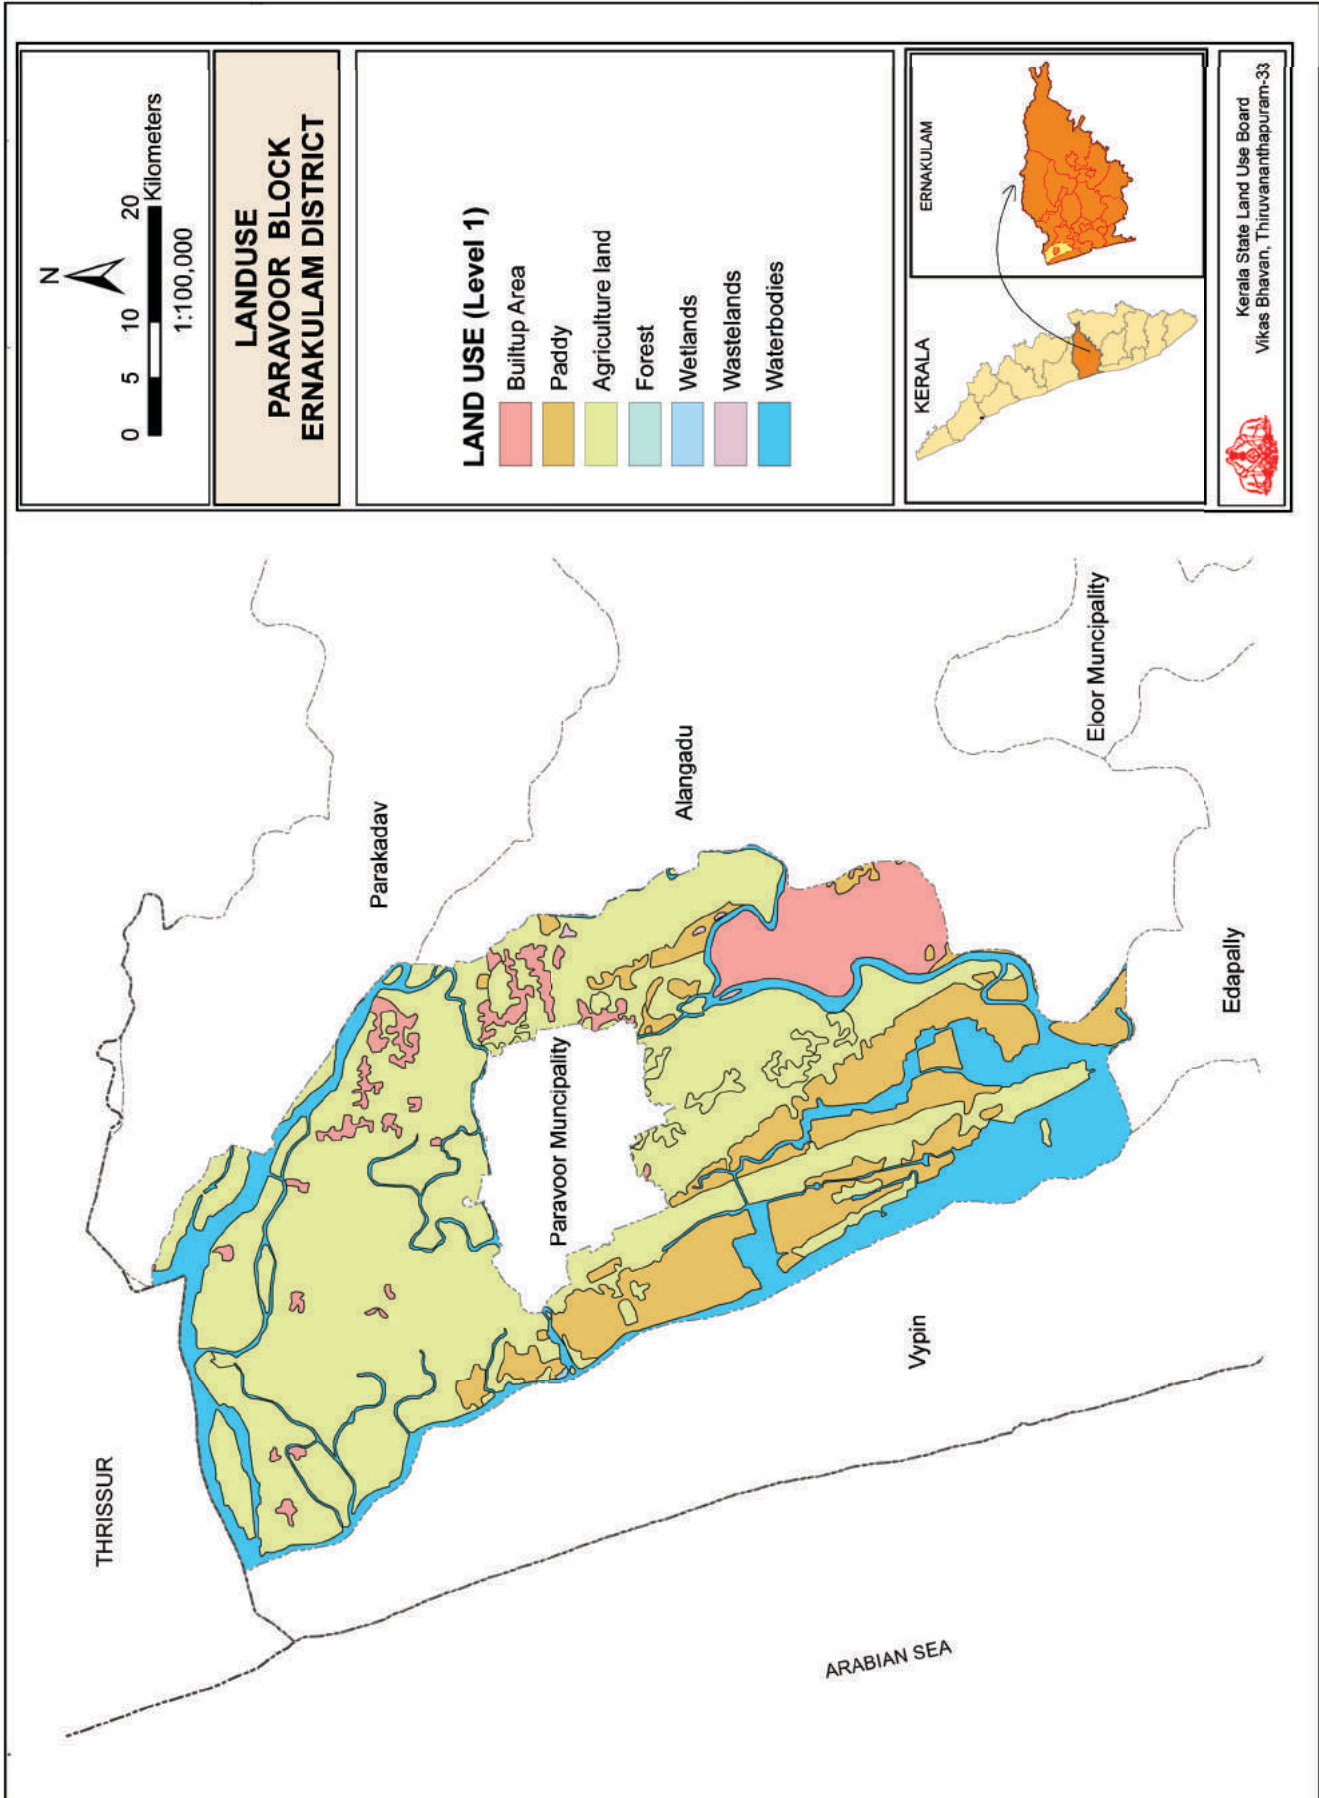 N
0 5 10 20
Kilometers
1:100,000
LANDUSE
PARAVOOR BLOCK
ERNAKULAM DISTRICT
LAND USE (Level 1)
Builtup Area
Paddy
Agriculture land
Forest
Wetlands
Wastelands
Waterbodies
KERALA
ERNAKULAM
Kerala State Land Use Board
Vikas Bhavan, Thiruvananthapuram-33
THRISSUR
Parakadav
Paravoor Muncipality
Alangadu
Vypin
ARABIAN SEA
Eloor Muncipality
Edapally